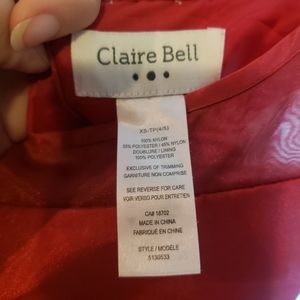 Claire Bell
XS/TP(4/5)
100% NYLON
55% POLYESTER / 45% NYLON
DOUBLURE / LINING
100% POLYESTER
EXCLUSIVE OF TRIMMING
GARNITURE NON COMPRISE
SEE REVERSE FOR CARE
VOIR VERSO POUR ENTRETIEN
CA# 18702
MADE IN CHINA
FABRIQUÉ EN CHINE
STYLE / MODÈLE
5130533